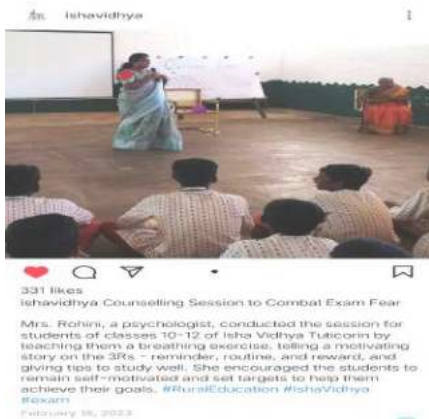 ishavidhya
331 likes
ishavidhya Counselling Session to Combat Exam Fear
Mrs. Rohini, a psychologist, conducted the session for
students of classes 10-12 of Isha Vidhya Tuticorin by
teaching them a breathing exercise, telling a motivating
story on the 3Rs - reminder, routine, and reward, and
giving tips to study well. She encouraged the students to
remain self-motivated and set targets to help them
achieve their goals. #RuralEducation #IshaVidhya
#exam
February 16, 2023